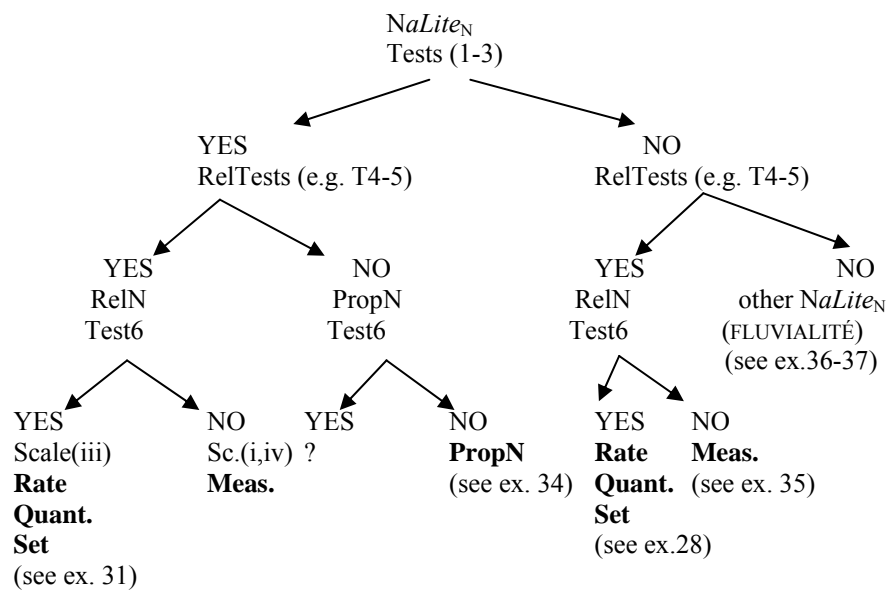 NaLiteN
Tests (1-3)
YES NO
RelTests (e.g. T4-5) RelTests (e.g. T4-5)
YES NO YES NO
RelN PropN RelN other NaLiteN
Test6 Test6 Test6 (FLUVIALITÉ)
(see ex.36-37)
YES NO YES NO YES NO
Scale(iii) Sc.(i,iv) ? PropN Rate Meas.
Rate Meas. (see ex. 34) Quant. (see ex. 35)
Quant. Set
Set (see ex.28)
(see ex. 31)